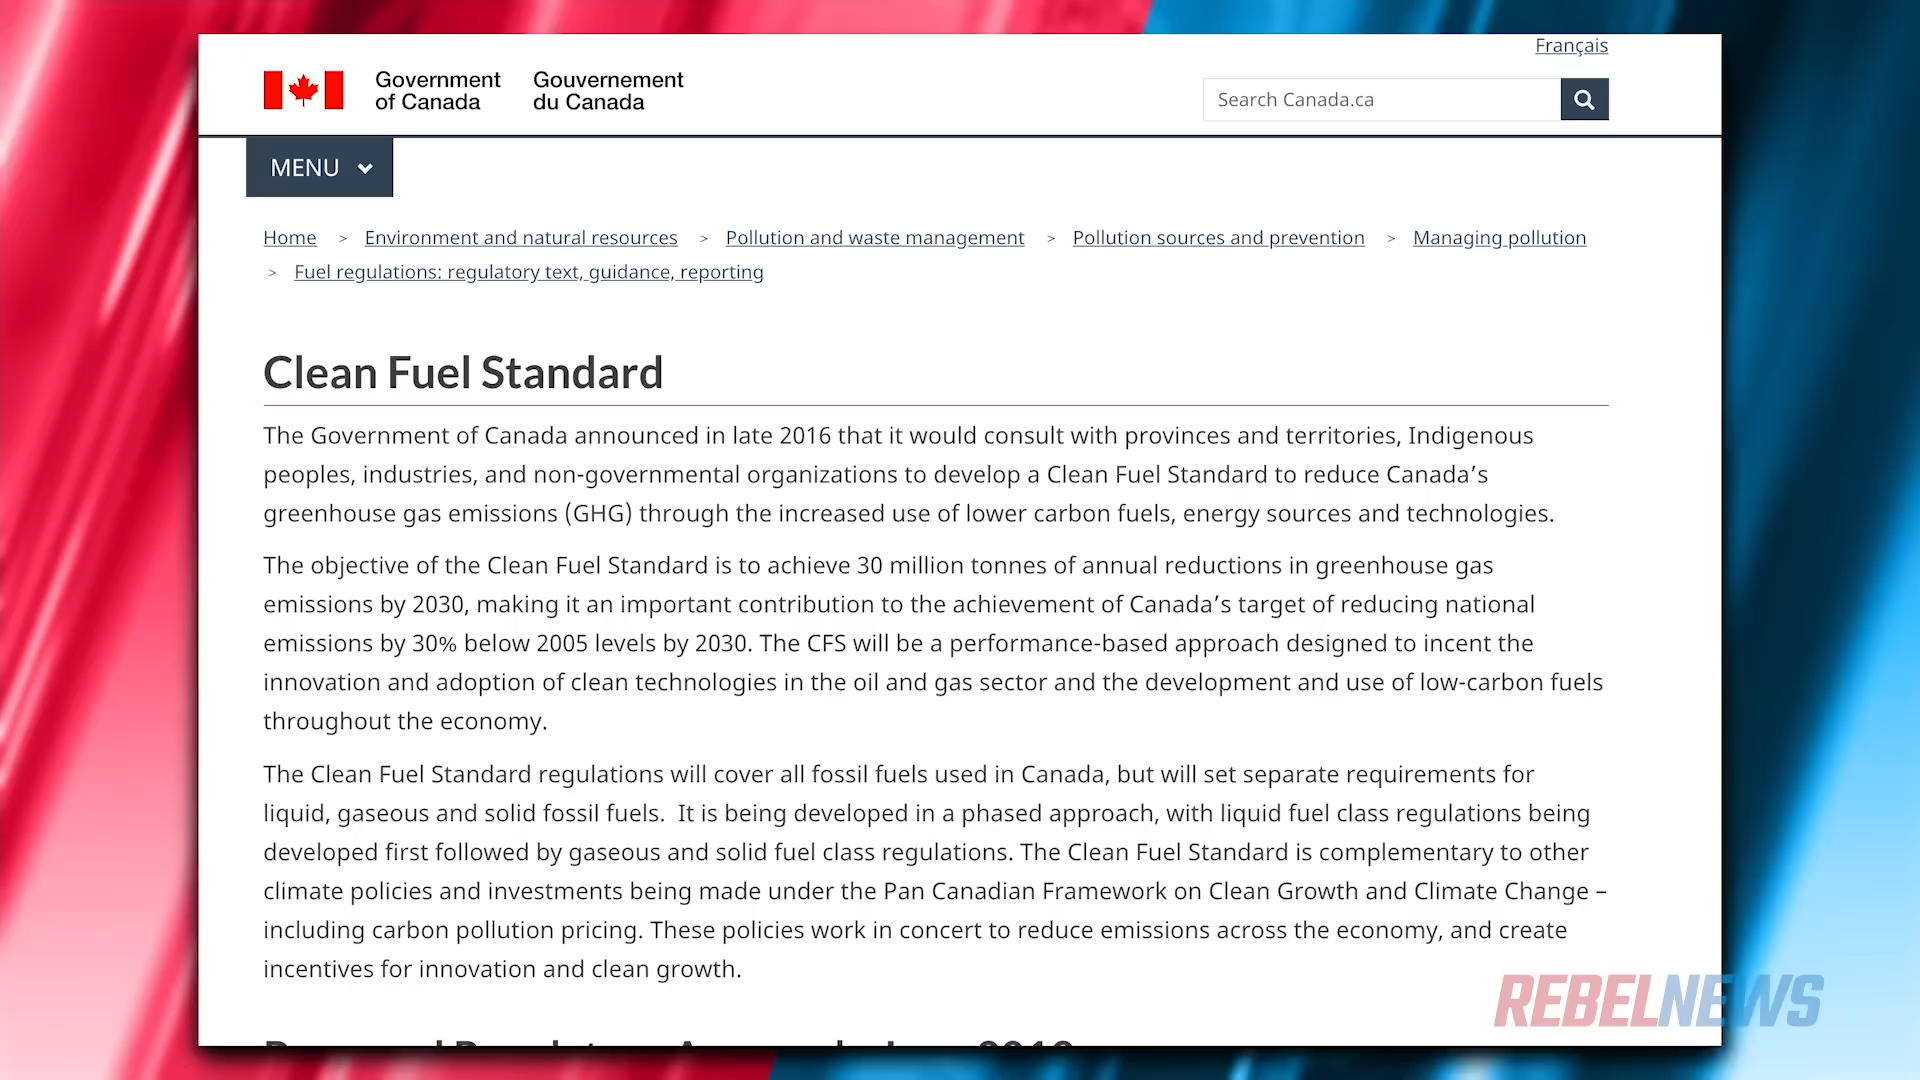 Français
Government of Canada
Gouvernement du Canada
Search Canada.ca
MENU
Home > Environment and natural resources > Pollution and waste management > Pollution sources and prevention > Managing pollution
> Fuel regulations: regulatory text, guidance, reporting
Clean Fuel Standard
The Government of Canada announced in late 2016 that it would consult with provinces and territories, Indigenous
peoples, industries, and non-governmental organizations to develop a Clean Fuel Standard to reduce Canada’s
greenhouse gas emissions (GHG) through the increased use of lower carbon fuels, energy sources and technologies.
The objective of the Clean Fuel Standard is to achieve 30 million tonnes of annual reductions in greenhouse gas
emissions by 2030, making it an important contribution to the achievement of Canada’s target of reducing national
emissions by 30% below 2005 levels by 2030. The CFS will be a performance-based approach designed to incent the
innovation and adoption of clean technologies in the oil and gas sector and the development and use of low-carbon fuels
throughout the economy.
The Clean Fuel Standard regulations will cover all fossil fuels used in Canada, but will set separate requirements for
liquid, gaseous and solid fossil fuels.  It is being developed in a phased approach, with liquid fuel class regulations being
developed first followed by gaseous and solid fuel class regulations. The Clean Fuel Standard is complementary to other
climate policies and investments being made under the Pan Canadian Framework on Clean Growth and Climate Change –
including carbon pollution pricing. These policies work in concert to reduce emissions across the economy, and create
incentives for innovation and clean growth.
REBELNEWS